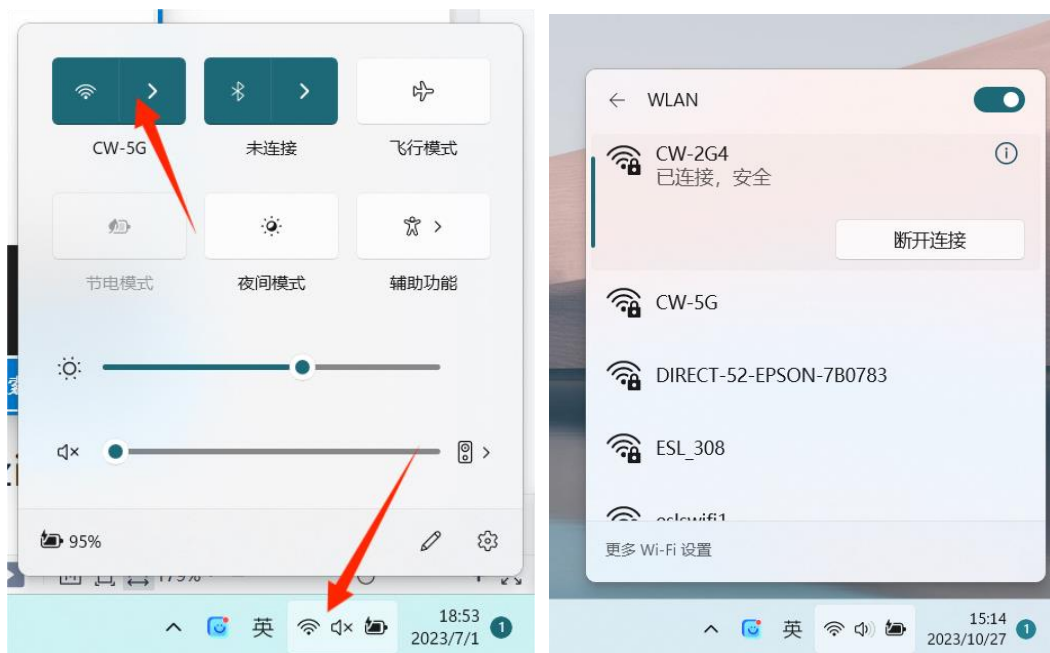 CW-5G
未连接
飞行模式
节电模式
夜间模式
辅助功能
95%
英
18:53
2023/7/1
1
WLAN
CW-2G4
已连接，安全
断开连接
CW-5G
DIRECT-52-EPSON-7B0783
ESL_308
更多 Wi-Fi 设置
英
15:14
2023/10/27
1